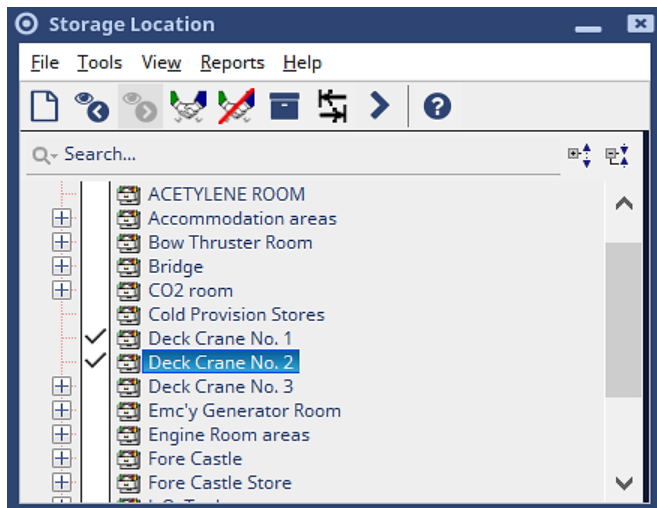 Storage Location
File Tools View Reports Help
Search...
ACETYLENE ROOM
Accommodation areas
Bow Thruster Room
Bridge
CO2 room
Cold Provision Stores
Deck Crane No. 1
Deck Crane No. 2
Deck Crane No. 3
Emc'y Generator Room
Engine Room areas
Fore Castle
Fore Castle Store